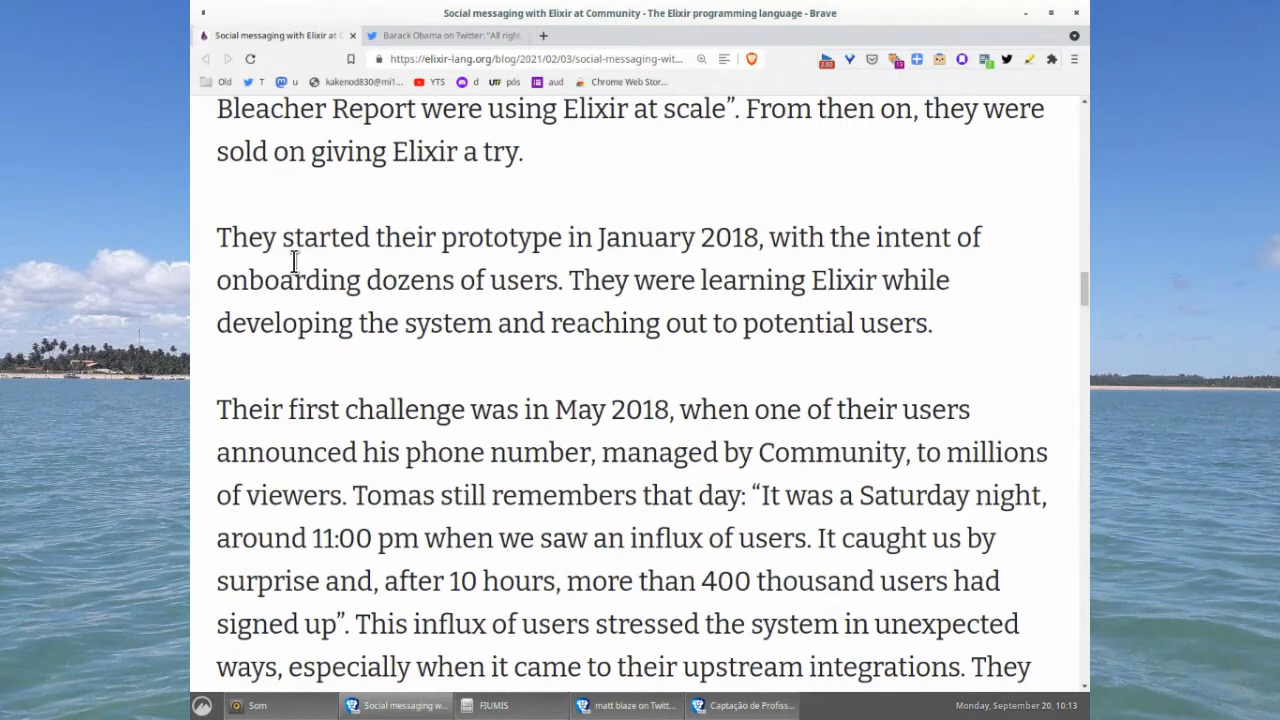 Social messaging with Elixir at Community - The Elixir programming language - Brave
Social messaging with Elixir at C
Barack Obama on Twitter: "All right,
https://elixir-lang.org/blog/2021/02/03/social-messaging-wit...
Old
T
u
kakenod830@mi1...
YTS
d
UTF pós
aud
Chrome Web Stor...
Bleacher Report were using Elixir at scale”. From then on, they were
sold on giving Elixir a try.
They started their prototype in January 2018, with the intent of
onboarding dozens of users. They were learning Elixir while
developing the system and reaching out to potential users.
Their first challenge was in May 2018, when one of their users
announced his phone number, managed by Community, to millions
of viewers. Tomas still remembers that day: “It was a Saturday night,
around 11:00 pm when we saw an influx of users. It caught us by
surprise and, after 10 hours, more than 400 thousand users had
signed up”. This influx of users stressed the system in unexpected
ways, especially when it came to their upstream integrations. They
Som
Social messaging w...
FIUMIS
matt blaze on Twitt...
Captação de Profiss...
Monday, September 20, 10:13